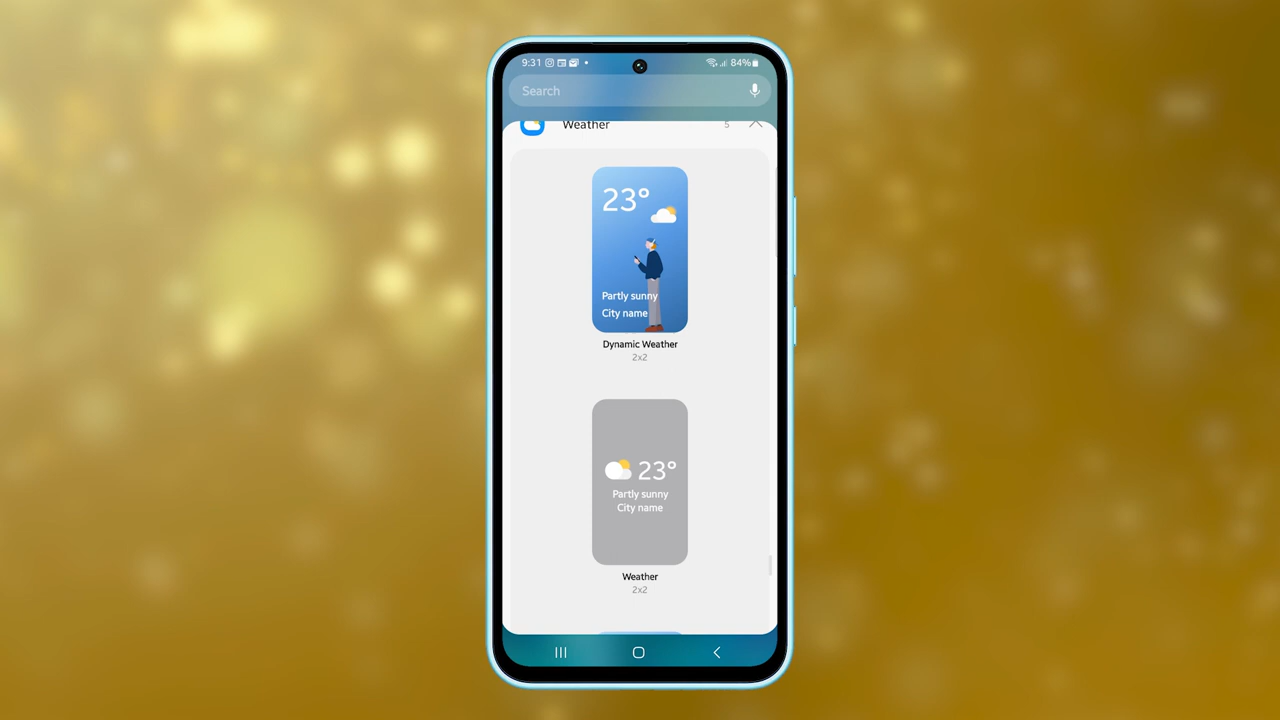 9:31 84%
Search
Weather 5
23°
Partly sunny
City name
Dynamic Weather
2x2
23°
Partly sunny
City name
Weather
2x2